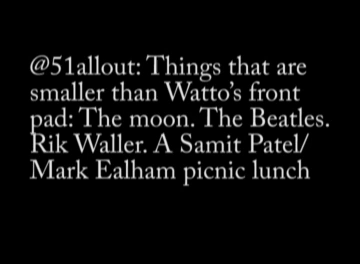 @51allout: Things that are
smaller than Watto's front
pad: The moon. The Beatles.
Rik Waller. A Samit Patel/
Mark Ealham picnic lunch